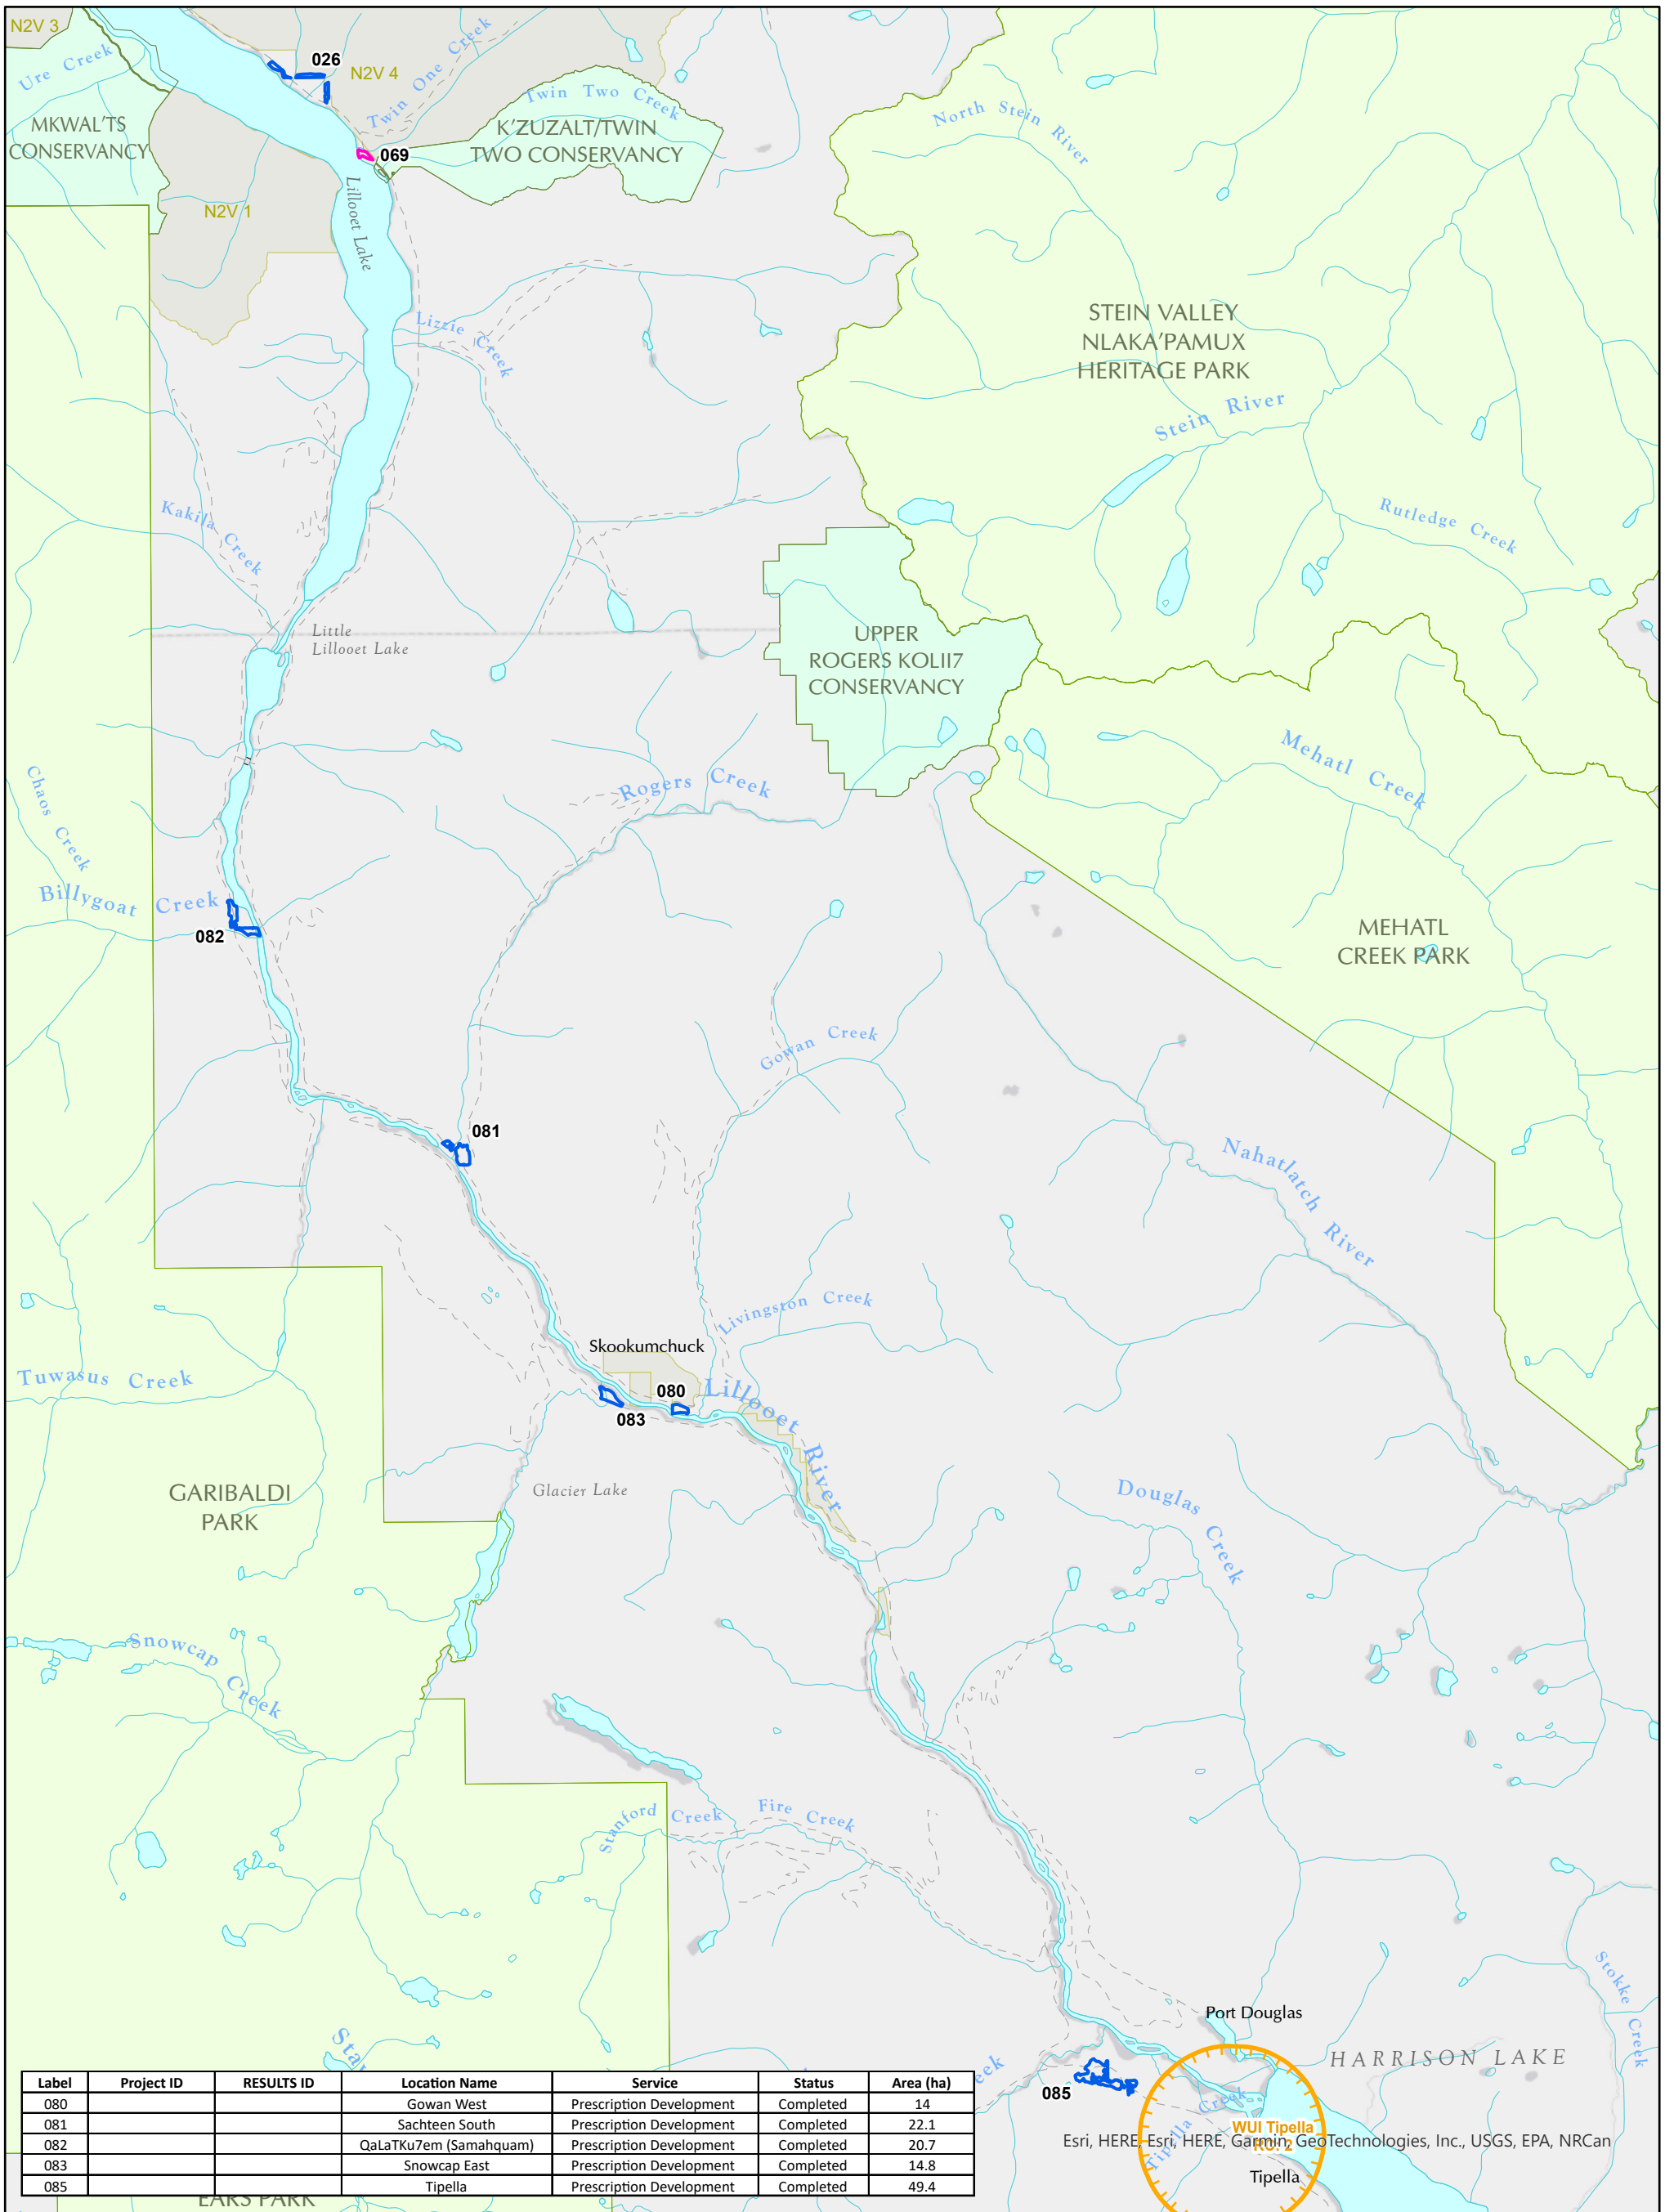 N2V 3
Ure Creek
026
N2V 4
Twin One Creek
Twin Two Creek
MKWAL'TS
CONSERVANCY
K'ZUZALT/TWIN
TWO CONSERVANCY
069
N2V 1
Lillooet Lake
North Stein River
Lizzie Creek
STEIN VALLEY
NLAKA'PAMUX
HERITAGE PARK
Stein River
Kakila Creek
Rutledge Creek
Little
Lillooet Lake
UPPER
ROGERS KOLII7
CONSERVANCY
Mehatl Creek
Chaos Creek
Rogers Creek
Billygoat Creek
082
MEHATL
CREEK PARK
Gowan Creek
081
Nahatlatch River
Livingston Creek
Skookumchuck
Tuwasus Creek
080
083
Lillooet River
GARIBALDI
PARK
Glacier Lake
Douglas Creek
Snowcap Creek
Stanford Creek
Fire Creek
Stokke Creek
Port Douglas
HARRISON LAKE
085
Tipella Creek
WUI Tipella
Esri, HERE, Esri, HERE, Garmin, GeoTechnologies, Inc., USGS, EPA, NRCan
Tipella
Label Project ID RESULTS ID Location Name Service Status Area (ha)
080 Gowan West Prescription Development Completed 14
081 Sachteen South Prescription Development Completed 22.1
082 QaLaTKu7em (Samahquam) Prescription Development Completed 20.7
083 Snowcap East Prescription Development Completed 14.8
085 Tipella Prescription Development Completed 49.4
EARS PARK